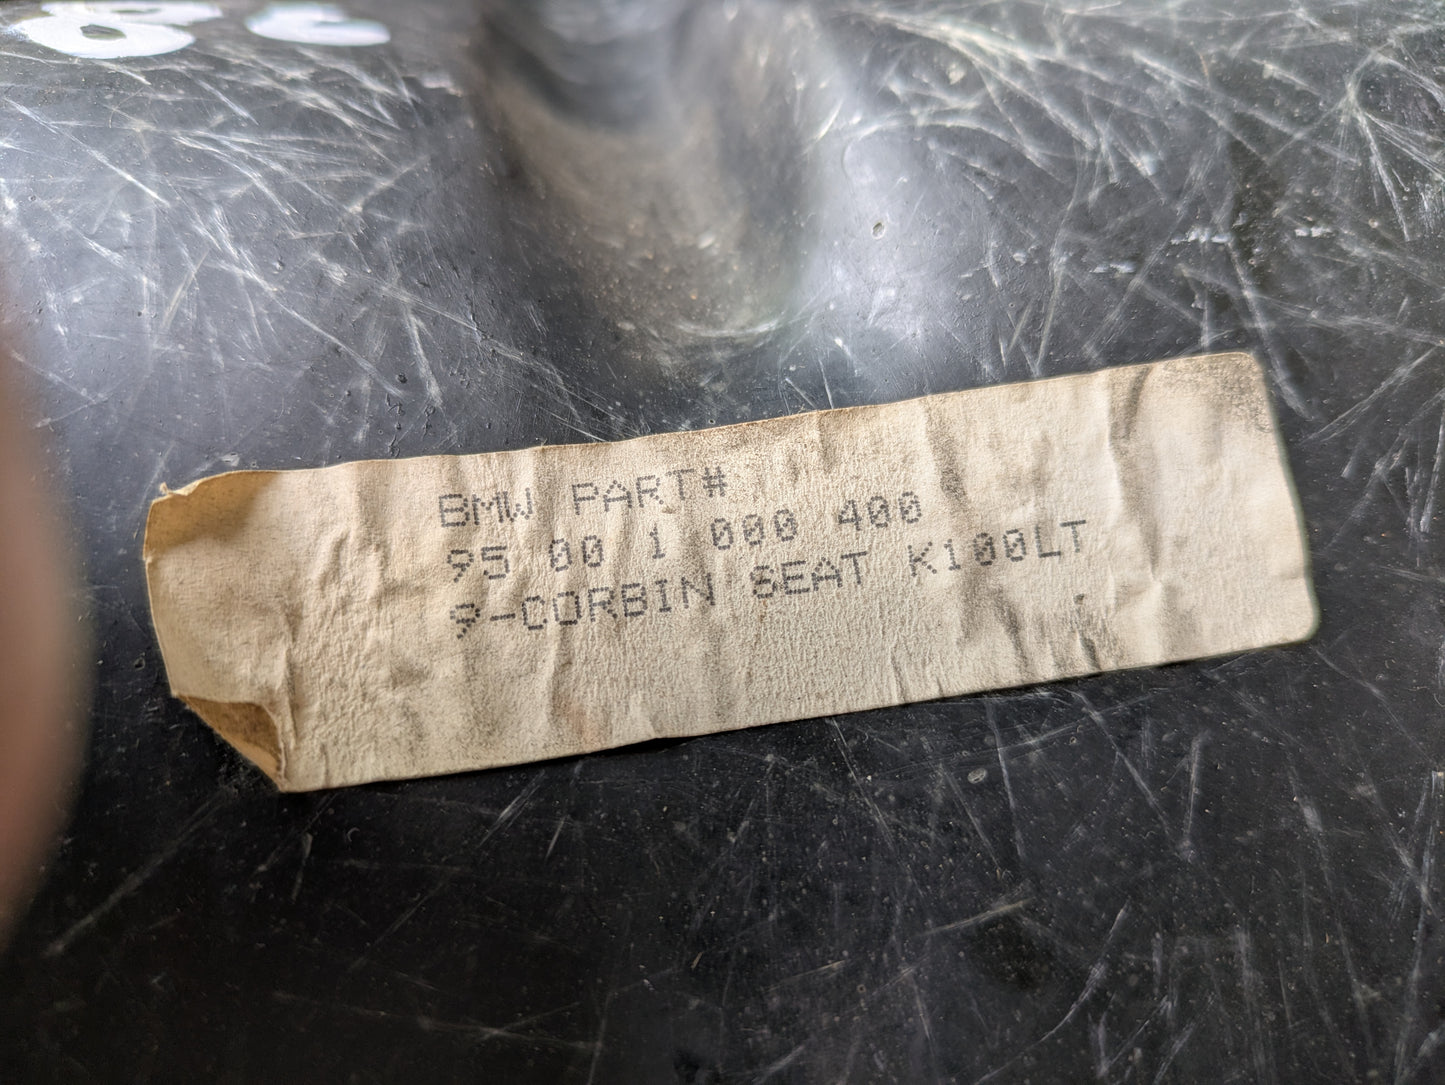 BMW PART#
95 00 1 000 400
9-CORBIN SEAT K100LT